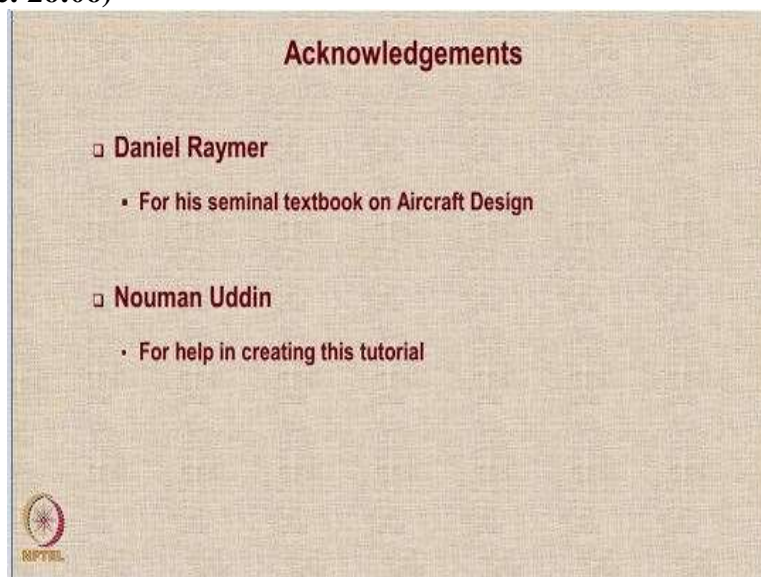 Acknowledgements
Daniel Raymer
For his seminal textbook on Aircraft Design
Nouman Uddin
For help in creating this tutorial
NPTEL